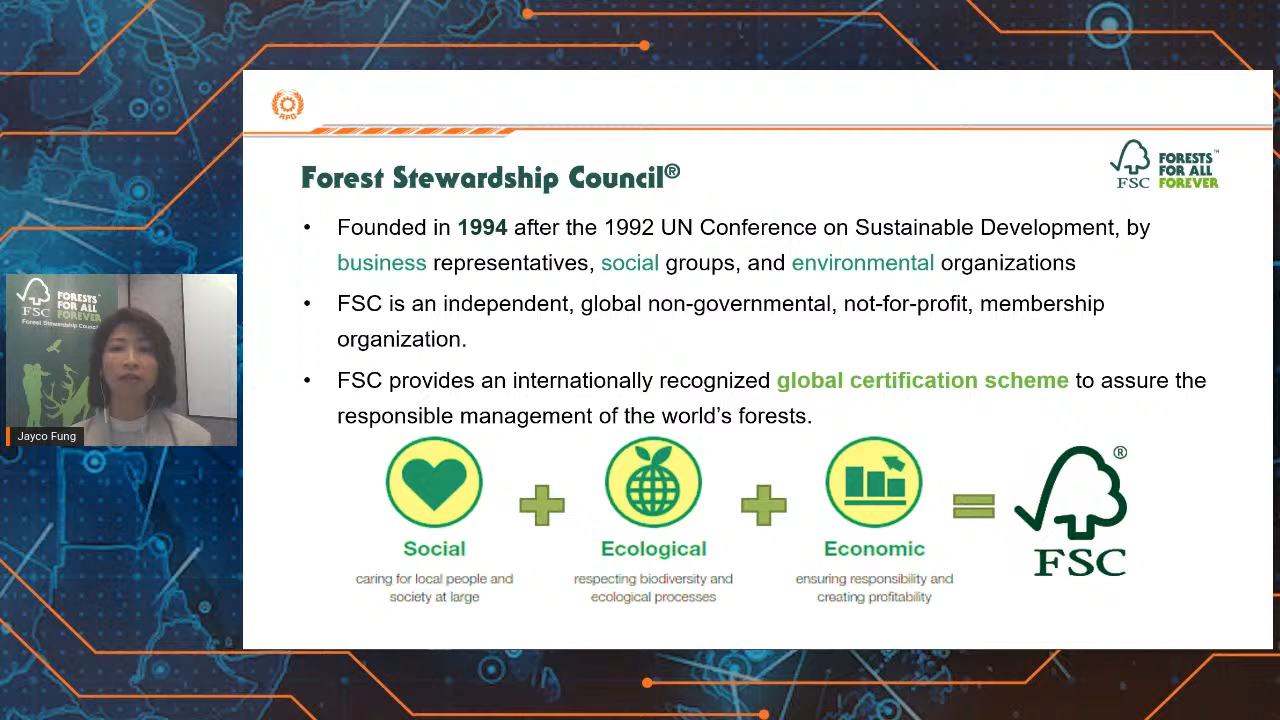 APO
Forest Stewardship Council®
FSC
FORESTS™
FOR ALL
FOREVER
• Founded in 1994 after the 1992 UN Conference on Sustainable Development, by
business representatives, social groups, and environmental organizations
• FSC is an independent, global non-governmental, not-for-profit, membership
organization.
• FSC provides an internationally recognized global certification scheme to assure the
responsible management of the world’s forests.
Social
caring for local people and
society at large
Ecological
respecting biodiversity and
ecological processes
Economic
ensuring responsibility and
creating profitability
®
FSC
FSC
FORESTS
FOR ALL
FOREVER
Forest Stewardship Council
Jayco Fung